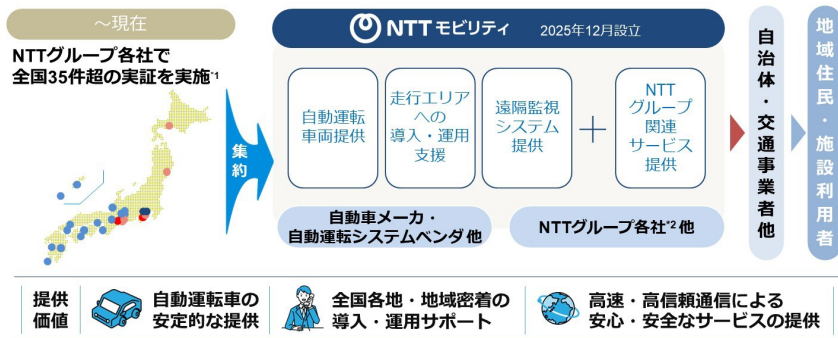 ～現在
NTTグループ各社で
全国35件超の実証を実施*1
集約
NTTモビリティ 2025年12月設立
自動運転
車両提供
走行エリア
への
導入・運用
支援
遠隔監視
システム
提供
＋
NTT
グループ
関連
サービス
提供
自動車メーカ・
自動運転システムベンダ他
NTTグループ各社*2 他
自治体・交通事業者他
地域住民・施設利用者
提供
価値
自動運転車の
安定的な提供
全国各地・地域密着の
導入・運用サポート
高速・高信頼通信による
安心・安全なサービスの提供